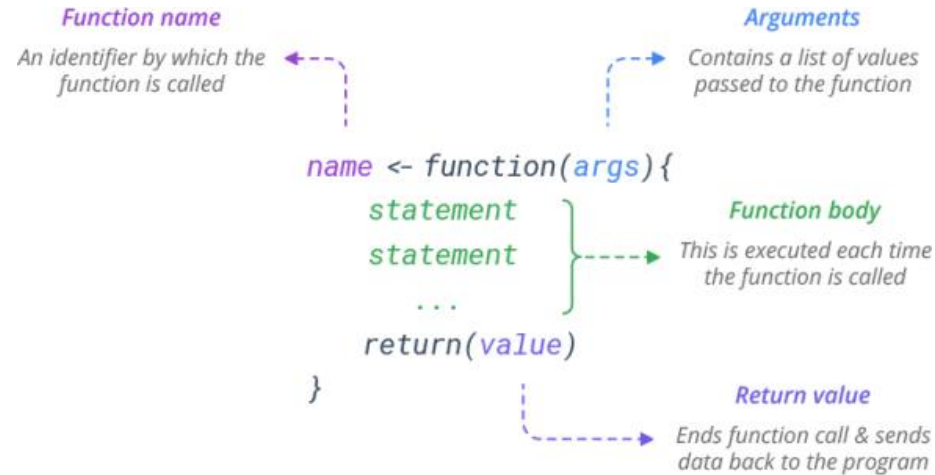 Function name
An identifier by which the
function is called
Arguments
Contains a list of values
passed to the function
name <- function(args){
statement
statement
...
return(value)
}
Function body
This is executed each time
the function is called
Return value
Ends function call & sends
data back to the program